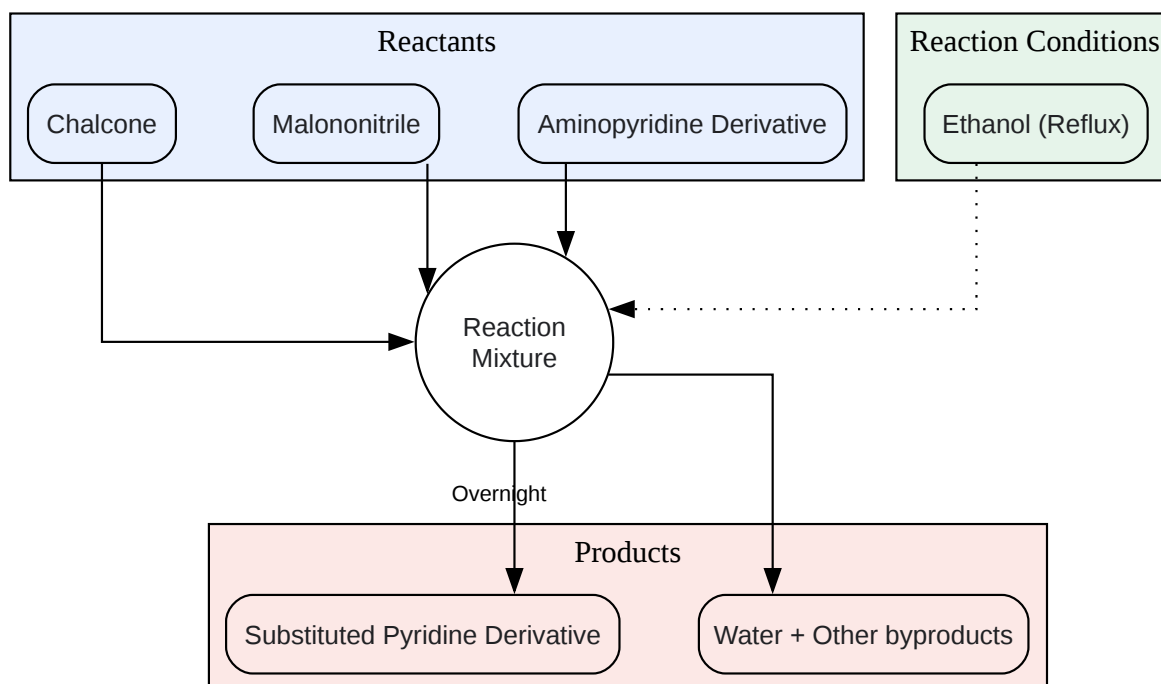 Reactants
Reaction Conditions
Chalcone
Malononitrile
Aminopyridine Derivative
Ethanol (Reflux)
Reaction
Mixture
Overnight
Products
Substituted Pyridine Derivative
Water + Other byproducts